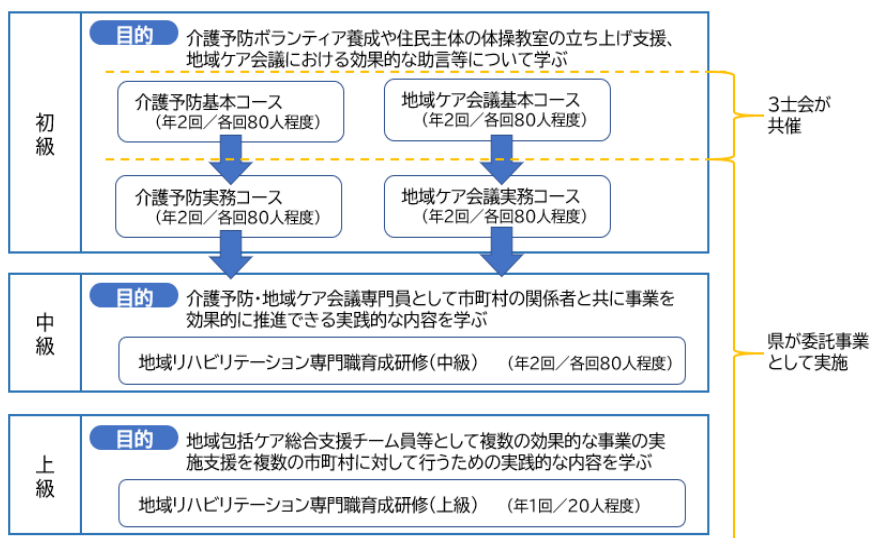 初級
目的
介護予防ボランティア養成や住民主体の体操教室の立ち上げ支援、
地域ケア会議における効果的な助言等について学ぶ
介護予防基本コース
(年2回/各回80人程度)
地域ケア会議基本コース
(年2回/各回80人程度)
3士会が
共催
介護予防実務コース
(年2回/各回80人程度)
地域ケア会議実務コース
(年2回/各回80人程度)
中級
目的
介護予防・地域ケア会議専門員として市町村の関係者と共に事業を
効果的に推進できる実践的な内容を学ぶ
地域リハビリテーション専門職育成研修(中級) (年2回/各回80人程度)
県が委託事業
として実施
上級
目的
地域包括ケア総合支援チーム員等として複数の効果的な事業の実
施支援を複数の市町村に対して行うための実践的な内容を学ぶ
地域リハビリテーション専門職育成研修(上級) (年1回/20人程度)